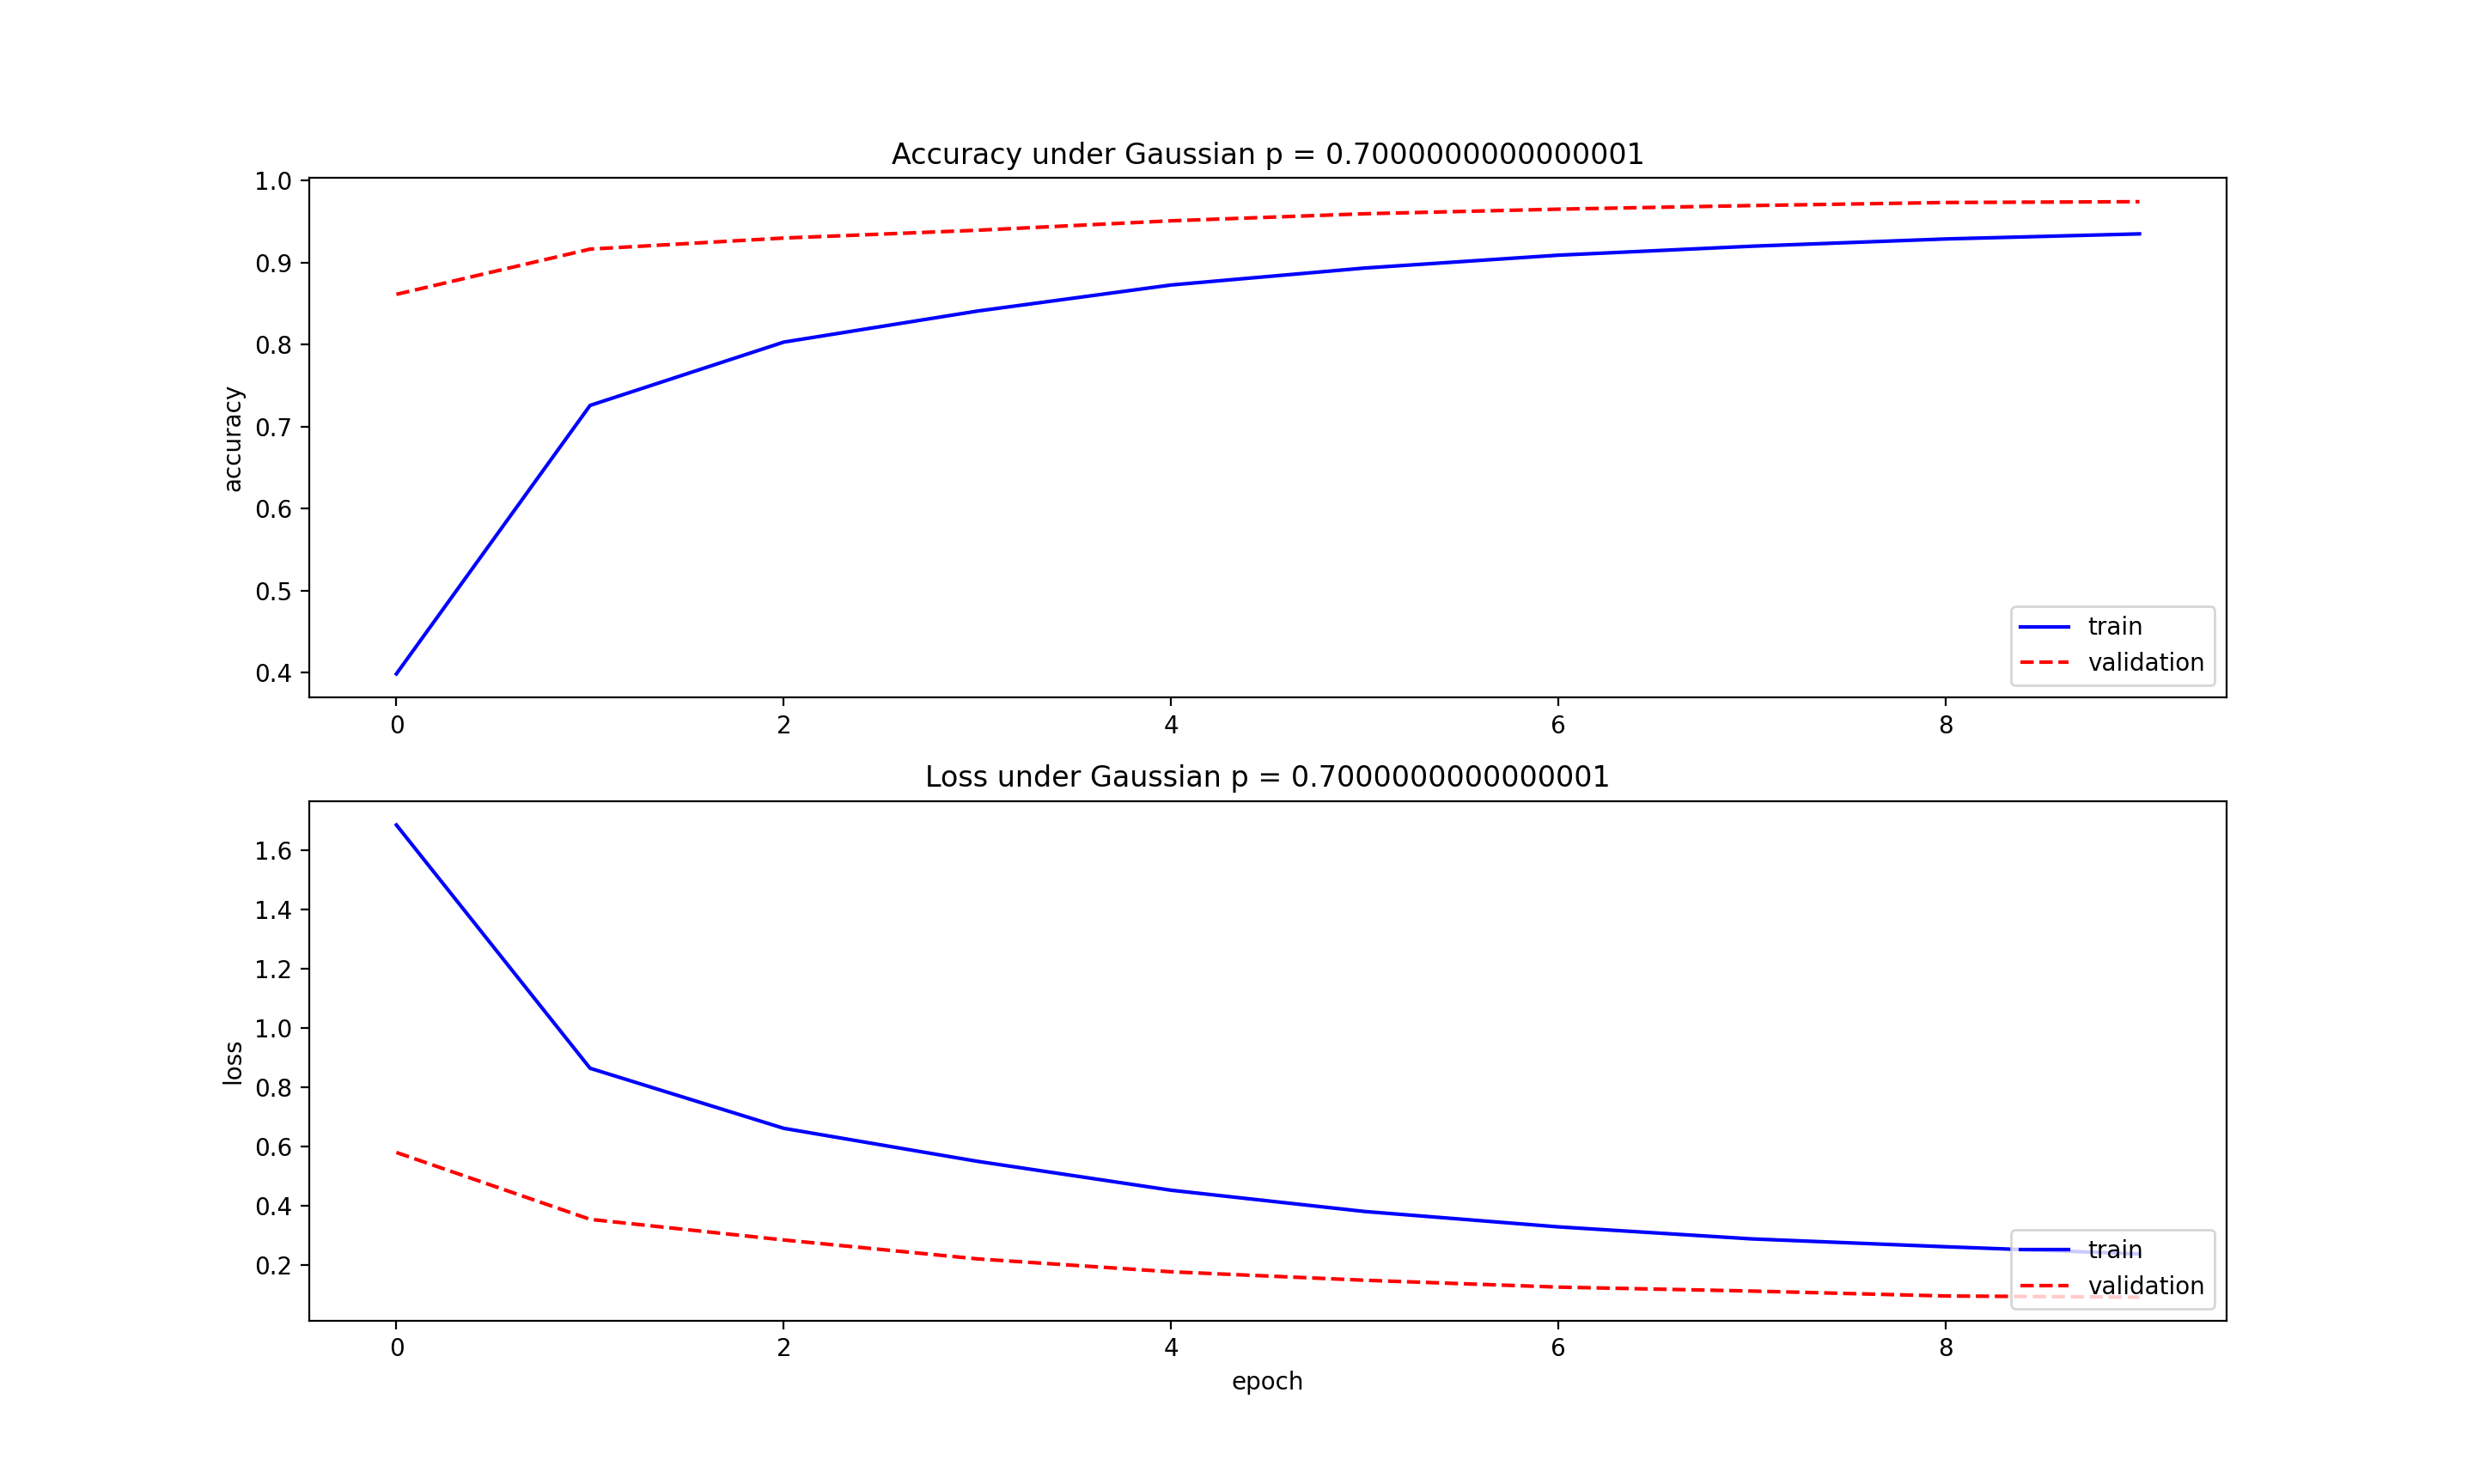 Accuracy under Gaussian p = 0.7000000000000001
1.0
0.9
0.8
0.7
0.6
0.5
0.4
accuracy
train
validation
0 2 4 6 8
Loss under Gaussian p = 0.7000000000000001
1.6
1.4
1.2
1.0
0.8
0.6
0.4
0.2
loss
train
validation
0 2 4 6 8
epoch